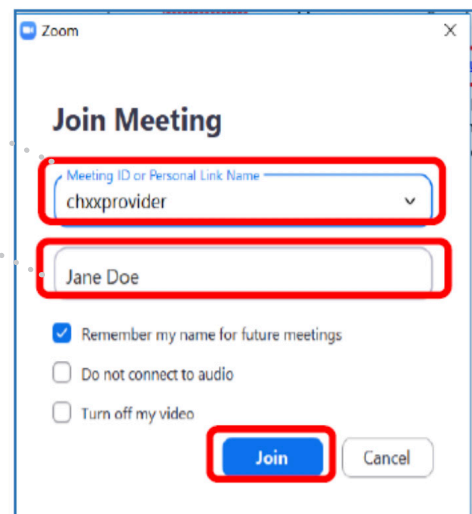 Zoom
Join Meeting
Meeting ID or Personal Link Name
chxxprovider
Jane Doe
Remember my name for future meetings
Do not connect to audio
Turn off my video
Join Cancel